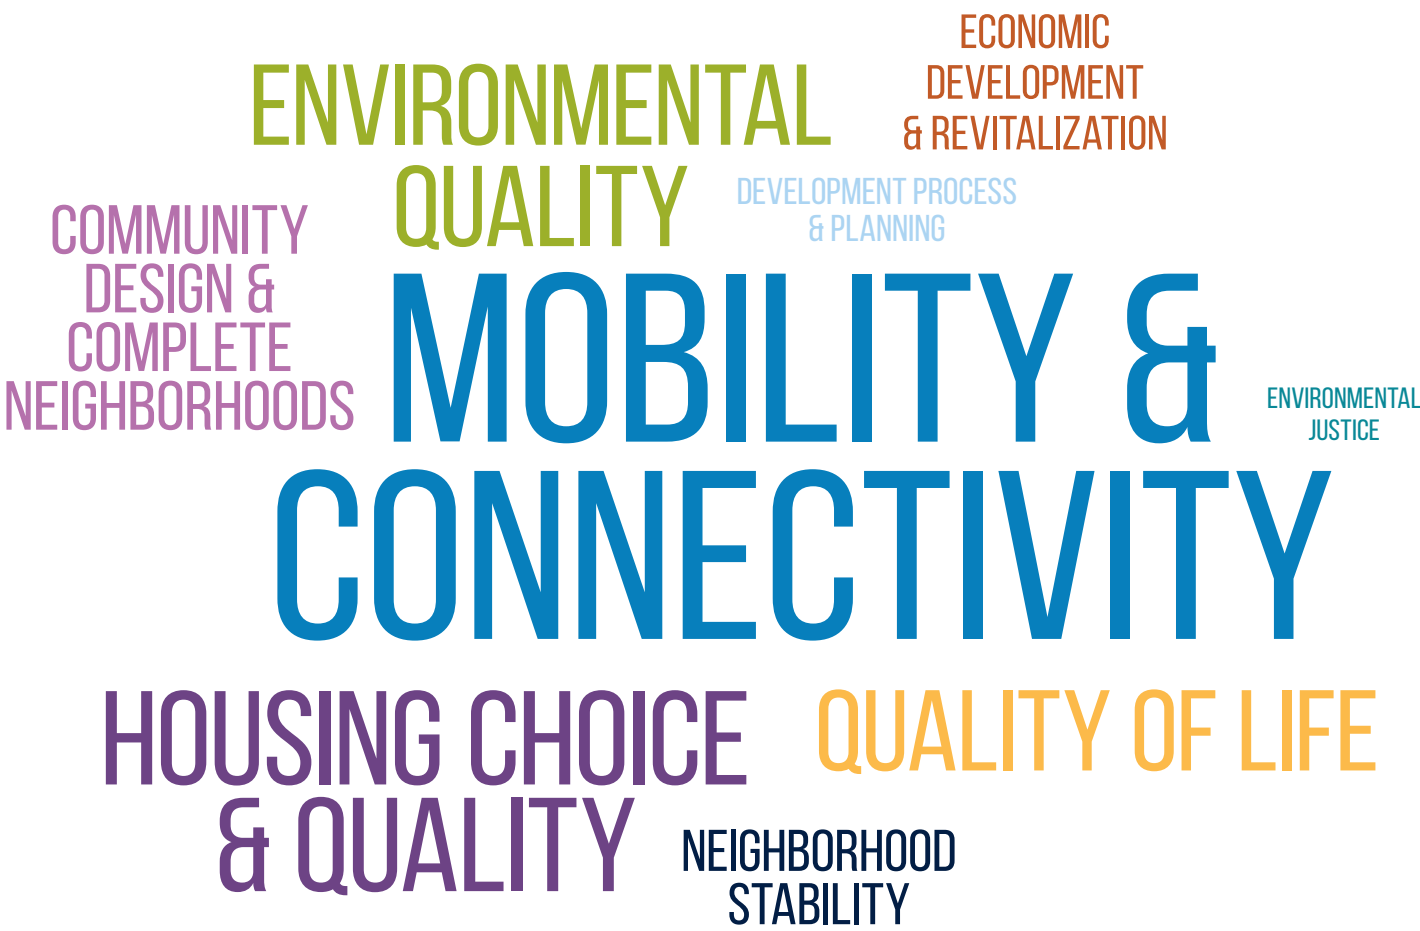 ECONOMIC
DEVELOPMENT
& REVITALIZATION
ENVIRONMENTAL
QUALITY
DEVELOPMENT PROCESS
& PLANNING
COMMUNITY
DESIGN &
COMPLETE
NEIGHBORHOODS
MOBILITY &
CONNECTIVITY
ENVIRONMENTAL
JUSTICE
HOUSING CHOICE
& QUALITY
QUALITY OF LIFE
NEIGHBORHOOD
STABILITY